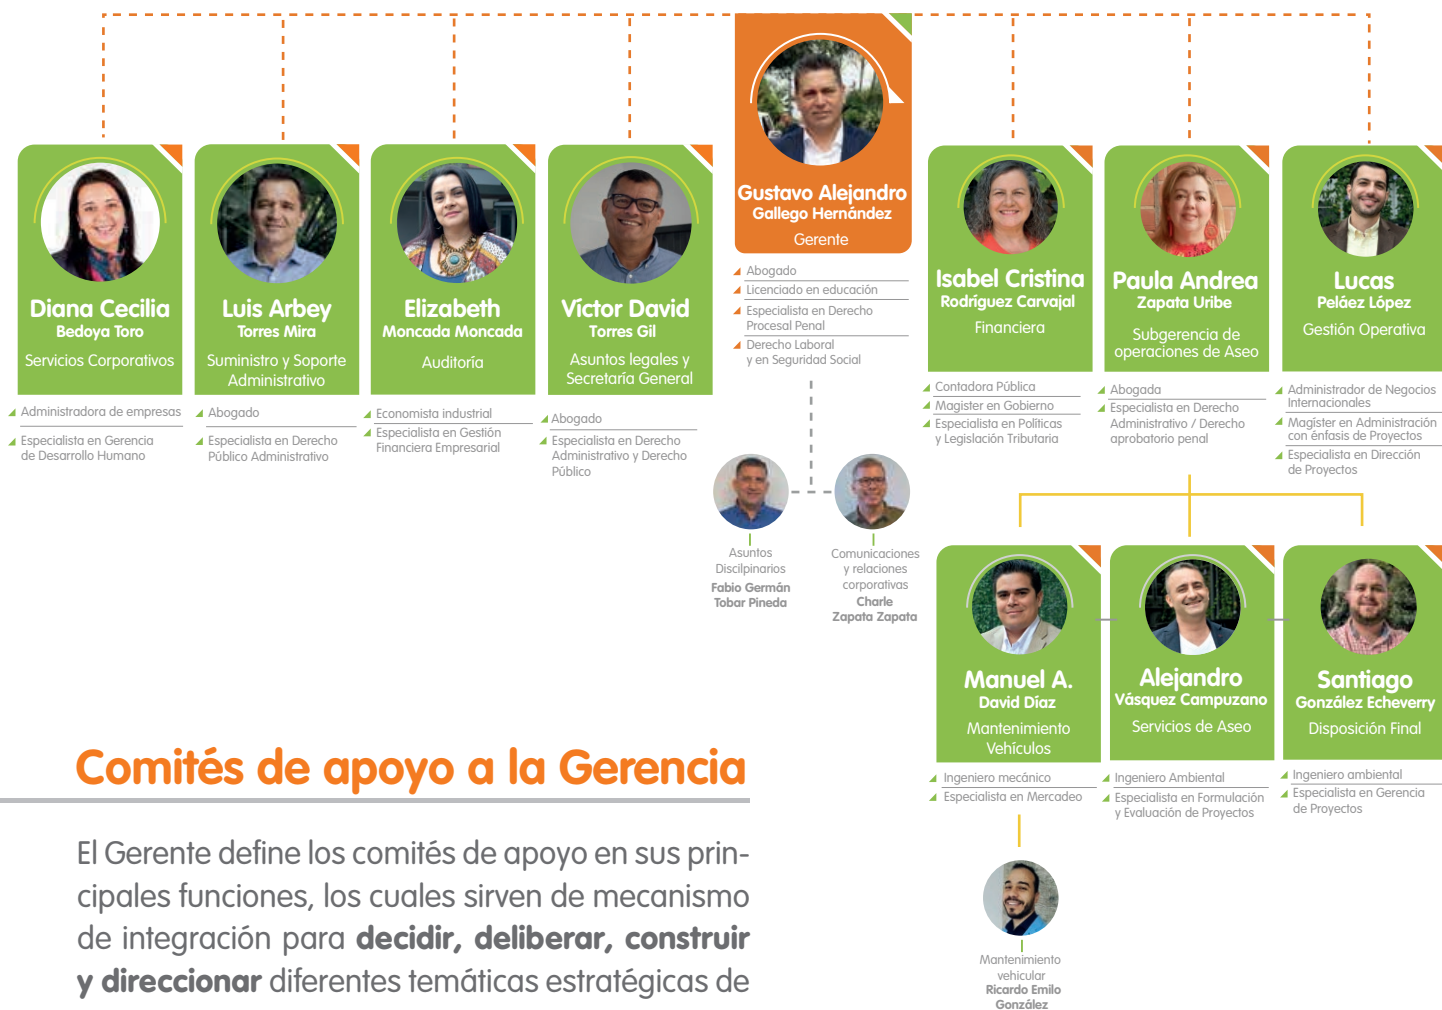 Gustavo Alejandro
Gallego Hernández
Gerente
Abogado
Licenciado en educación
Especialista en Derecho
Procesal Penal
Derecho Laboral
y en Seguridad Social
Diana Cecilia
Bedoya Toro
Servicios Corporativos
Administradora de empresas
Especialista en Gerencia
de Desarrollo Humano
Luis Arbey
Torres Mira
Suministro y Soporte
Administrativo
Abogado
Especialista en Derecho
Público Administrativo
Elizabeth
Moncada Moncada
Auditoría
Economista industrial
Especialista en Gestión
Financiera Empresarial
Víctor David
Torres Gil
Asuntos legales y
Secretaría General
Abogado
Especialista en Derecho
Administrativo y Derecho
Público
Isabel Cristina
Rodríguez Carvajal
Financiera
Contadora Pública
Magister en Gobierno
Especialista en Políticas
y Legislación Tributaria
Paula Andrea
Zapata Uribe
Subgerencia de
operaciones de Aseo
Abogada
Especialista en Derecho
Administrativo / Derecho
aprobatorio penal
Lucas
Peláez López
Gestión Operativa
Administrador de Negocios
Internacionales
Magíster en Administración
con énfasis de Proyectos
Especialista en Dirección
de Proyectos
Asuntos
Discilpinarios
Fabio Germán
Tobar Pineda
Comunicaciones
y relaciones
corporativas
Charle
Zapata Zapata
Manuel A.
David Díaz
Mantenimiento
Vehículos
Ingeniero mecánico
Especialista en Mercadeo
Alejandro
Vásquez Campuzano
Servicios de Aseo
Ingeniero Ambiental
Especialista en Formulación
y Evaluación de Proyectos
Santiago
González Echeverry
Disposición Final
Ingeniero ambiental
Especialista en Gerencia
de Proyectos
Mantenimiento
vehicular
Ricardo Emilo
González
Comités de apoyo a la Gerencia
El Gerente define los comités de apoyo en sus prin-
cipales funciones, los cuales sirven de mecanismo
de integración para decidir, deliberar, construir
y direccionar diferentes temáticas estratégicas de